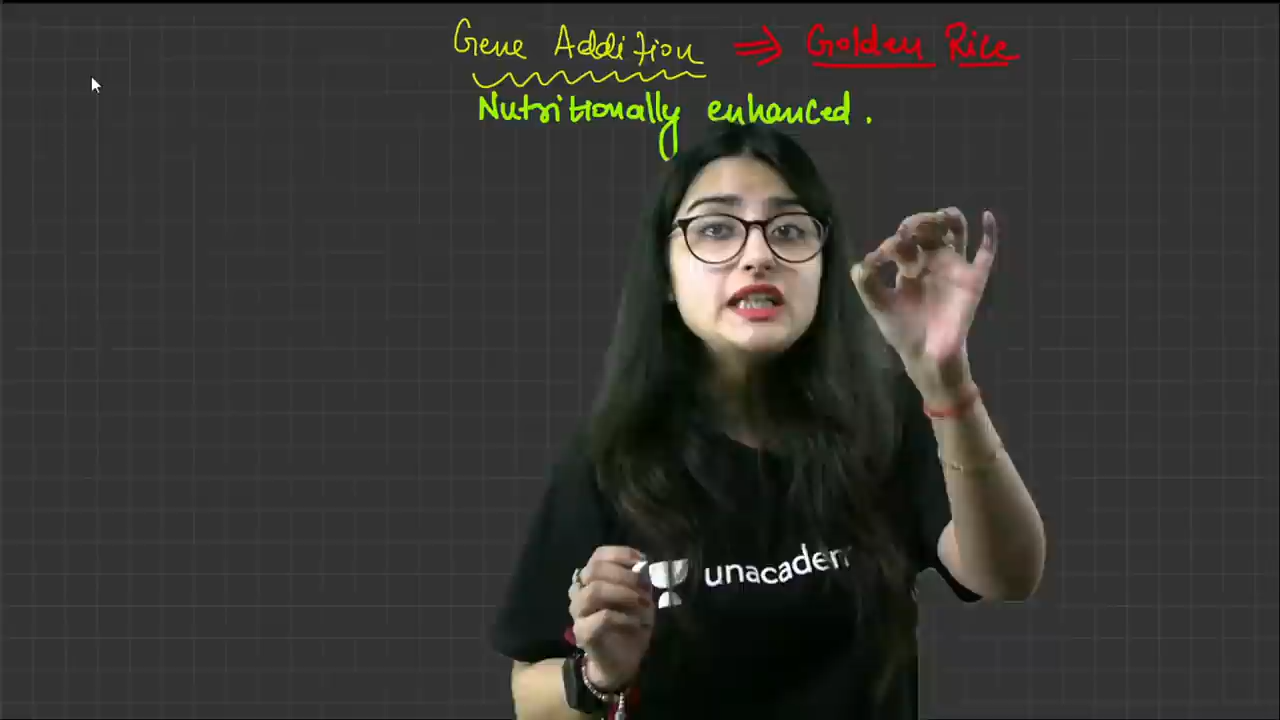 Gene Addition ⇒ Golden Rice
Nutritionally enhanced.
unacadem